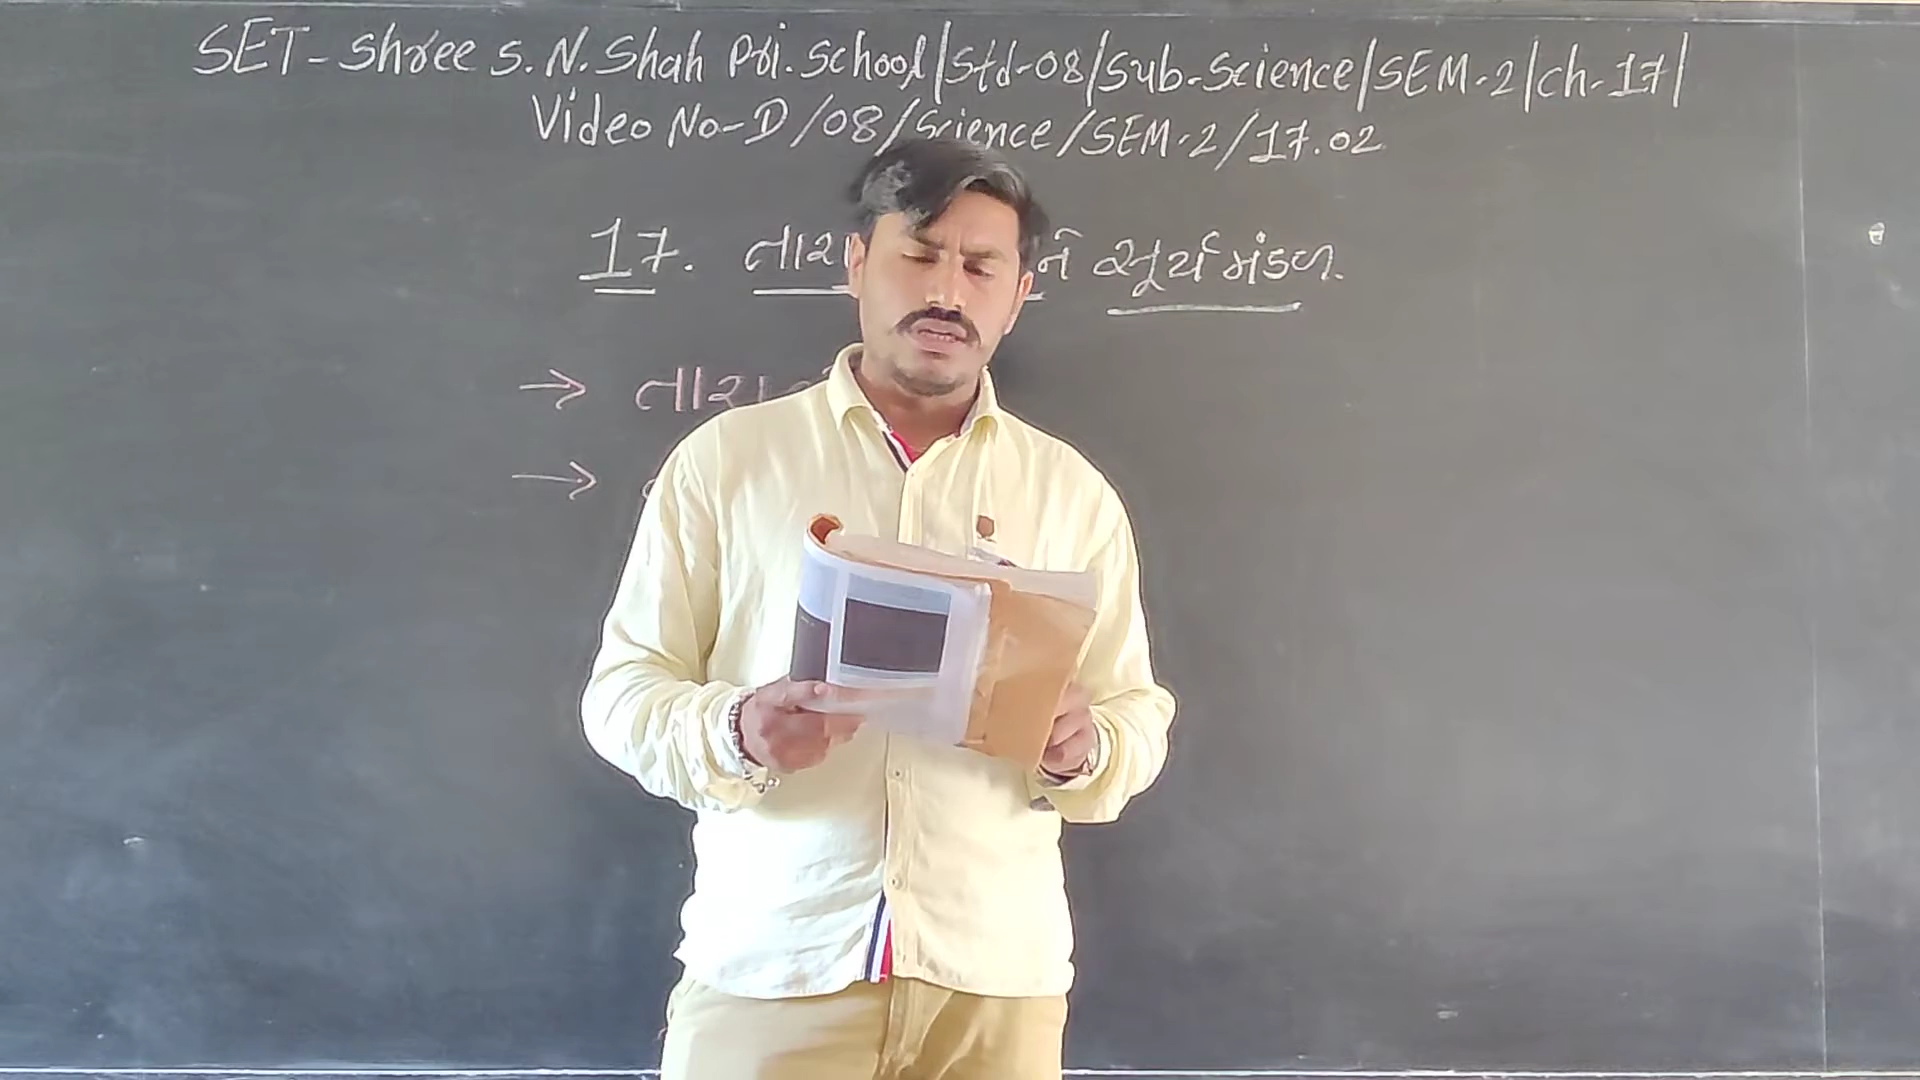 SET-Shree S.N.Shah Pri.School|Std-08|Sub-Science|SEM-2|ch-17|
Video No-D/08/Science/SEM-2/17.02
17. સૂર્યમંડળ.
→
→